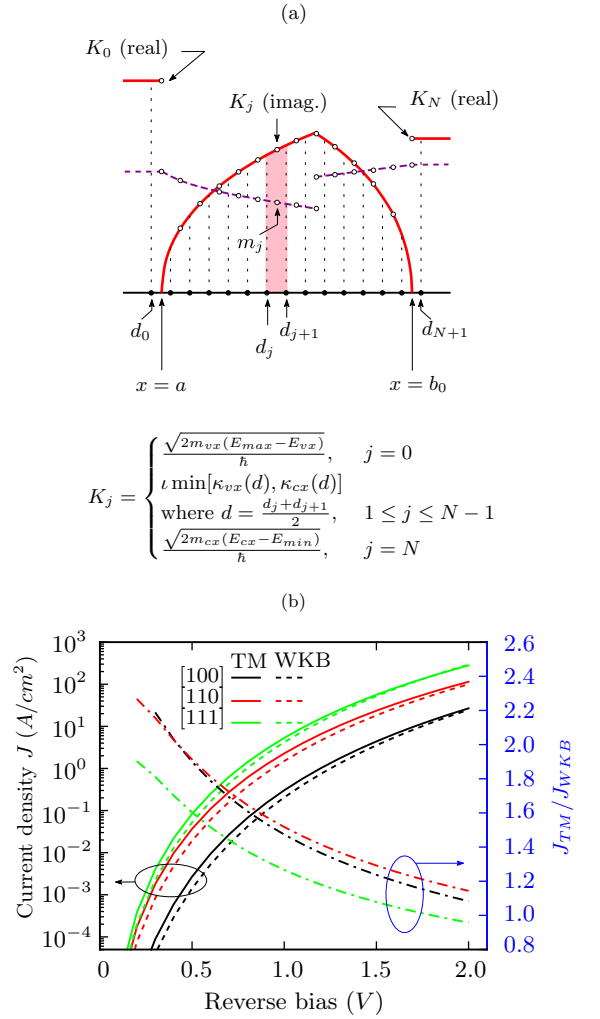 (a)
K_0 (real)
K_j (imag.)
K_N (real)
m_j
d_0
d_j
d_{j+1}
d_{N+1}
x = a
x = b_0
K_j = { \frac{\sqrt{2m_{vx}(E_{max}-E_{vx})}}{ħ}, j = 0
ι min[κ_{vx}(d), κ_{cx}(d)]
where d = \frac{d_j+d_{j+1}}{2}, 1 ≤ j ≤ N − 1
\frac{\sqrt{2m_{cx}(E_{cx}-E_{min})}}{ħ}, j = N
(b)
TM WKB
[100]
[110]
[111]
Current density J (A/cm^2)
10^3
10^2
10^1
10^0
10^{-1}
10^{-2}
10^{-3}
10^{-4}
2.6
2.4
2.2
2.0
1.8
1.6
1.4
1.2
1.0
0.8
J_{TM}/J_{WKB}
0 0.5 1.0 1.5 2.0
Reverse bias (V)